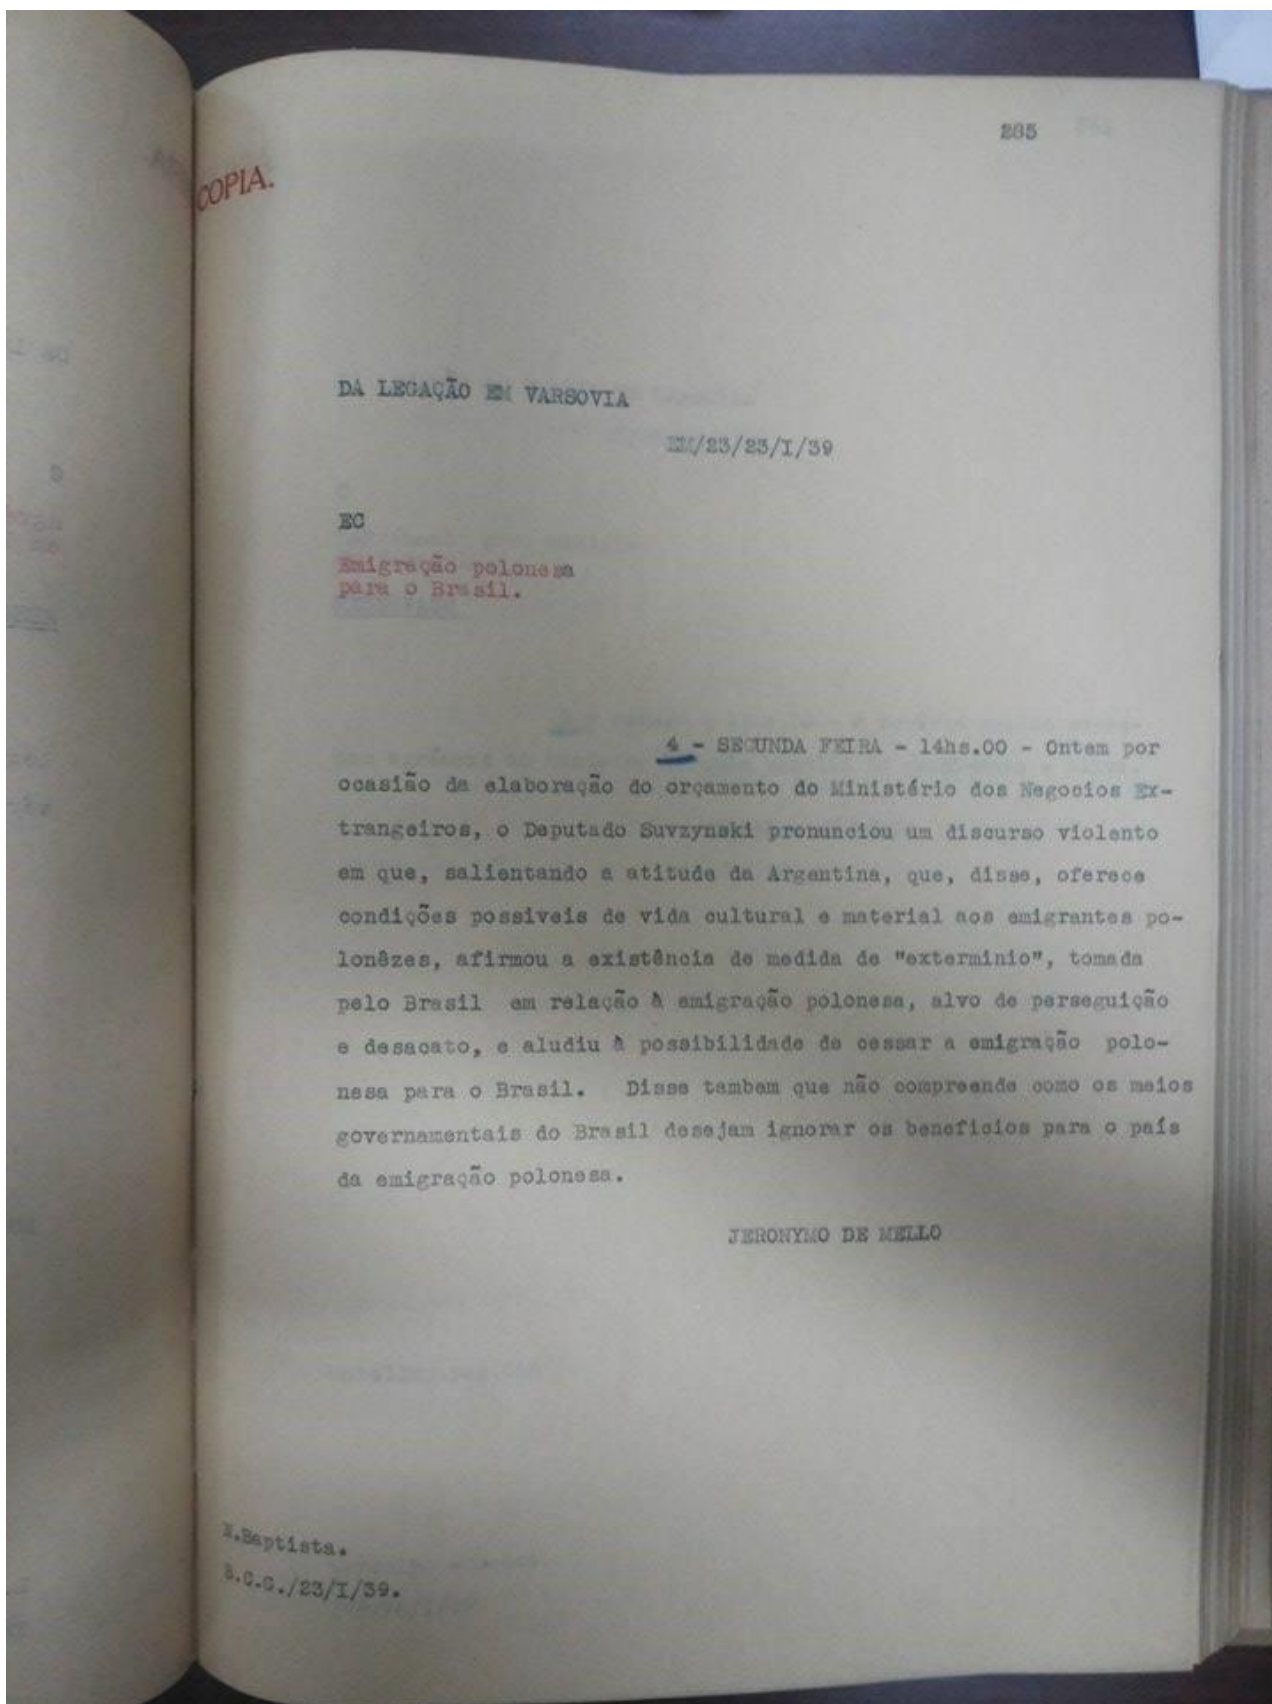 285
COPIA.
DA LEGAÇÃO EM VARSOVIA
EM/23/23/I/39
EC
Emigração polonesa
para o Brasil.
4 - SEGUNDA FEIRA - 14hs.00 - Ontem por
ocasião da elaboração do orçamento do Ministério dos Negocios Ex-
trangeiros, o Deputado Suvzynski pronunciou um discurso violento
em que, salientando a atitude da Argentina, que, disse, oferece
condições possiveis de vida cultural e material aos emigrantes po-
lonêzes, afirmou a existência de medida de "exterminio", tomada
pelo Brasil em relação à emigração polonesa, alvo de perseguição
e desacato, e aludiu à possibilidade de cessar a emigração polo-
nesa para o Brasil. Disse tambem que não compreende como os meios
governamentais do Brasil desejam ignorar os beneficios para o país
da emigração polonesa.
JERONYMO DE MELLO
N.Baptista.
S.C.G./23/I/39.